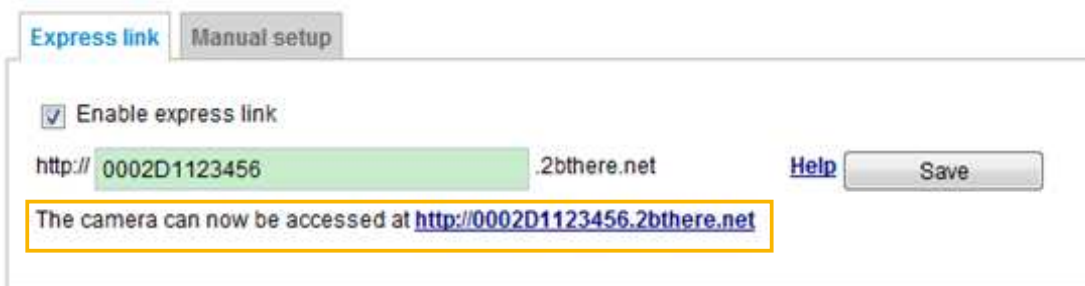 Express link Manual setup
Enable express link
http:// 0002D1123456 .2bthere.net Help Save
The camera can now be accessed at http://0002D1123456.2bthere.net